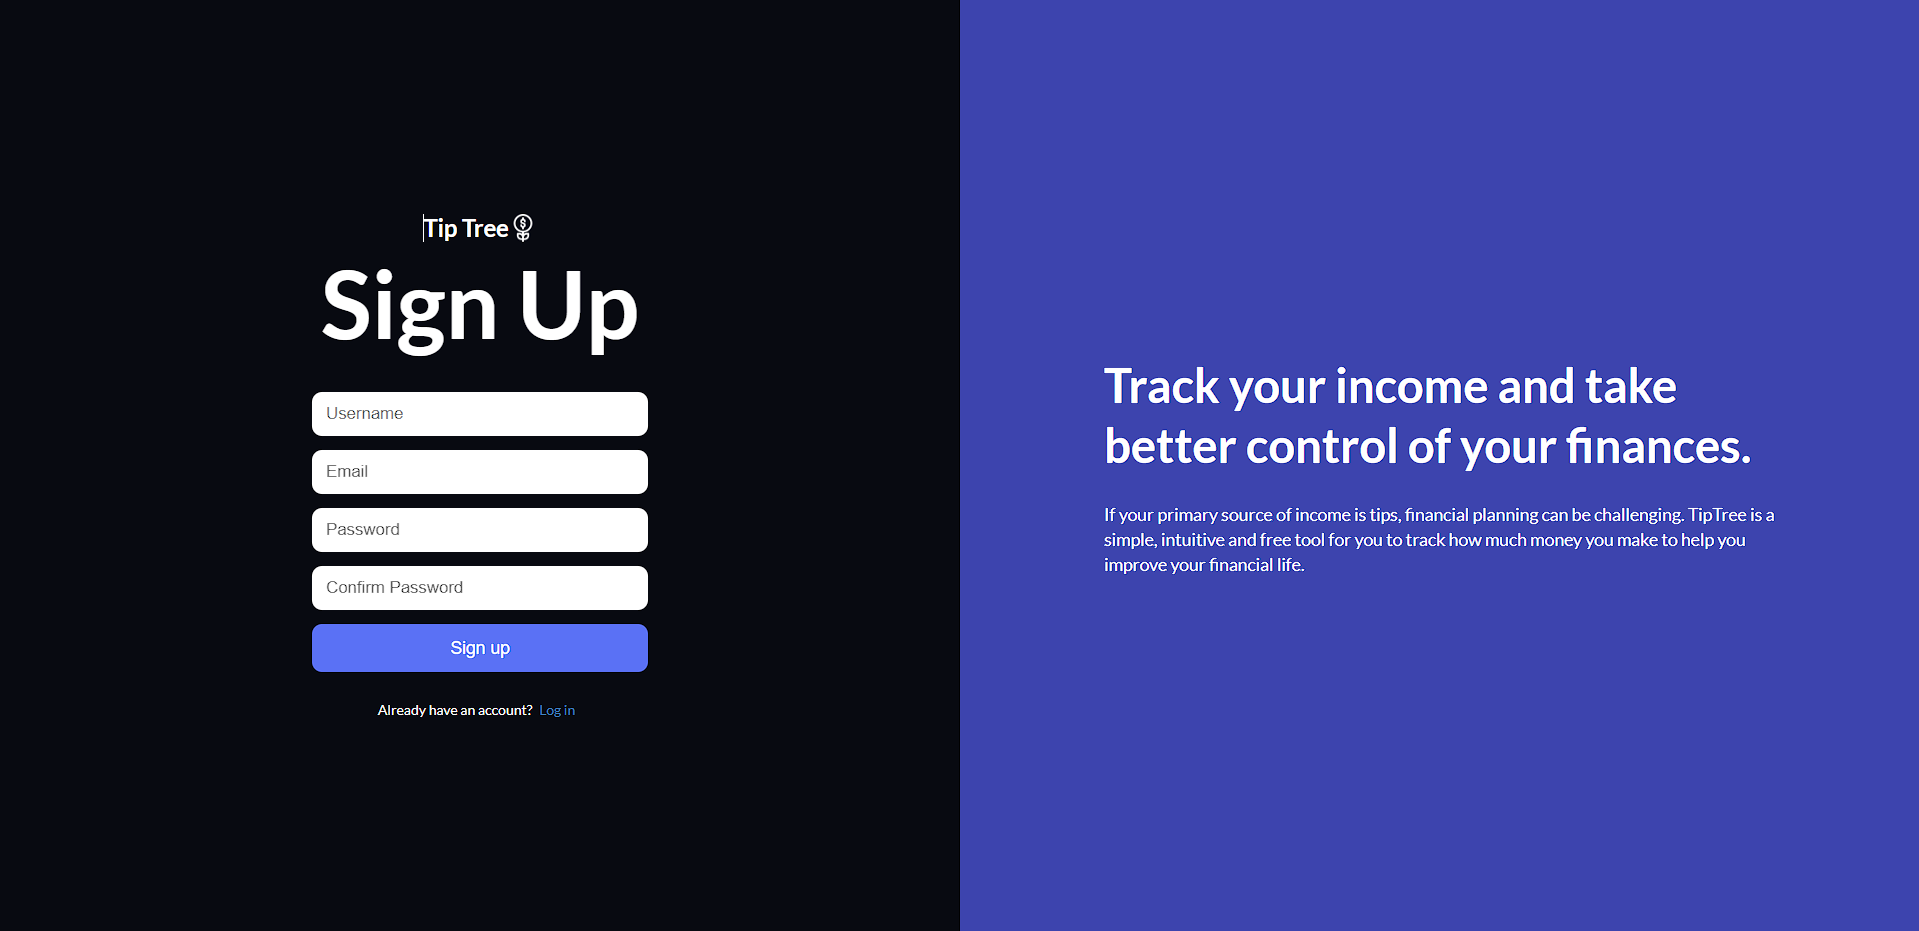 Tip Tree
Sign Up
Username
Email
Password
Confirm Password
Sign up
Already have an account? Log in
Track your income and take
better control of your finances.
If your primary source of income is tips, financial planning can be challenging. TipTree is a
simple, intuitive and free tool for you to track how much money you make to help you
improve your financial life.